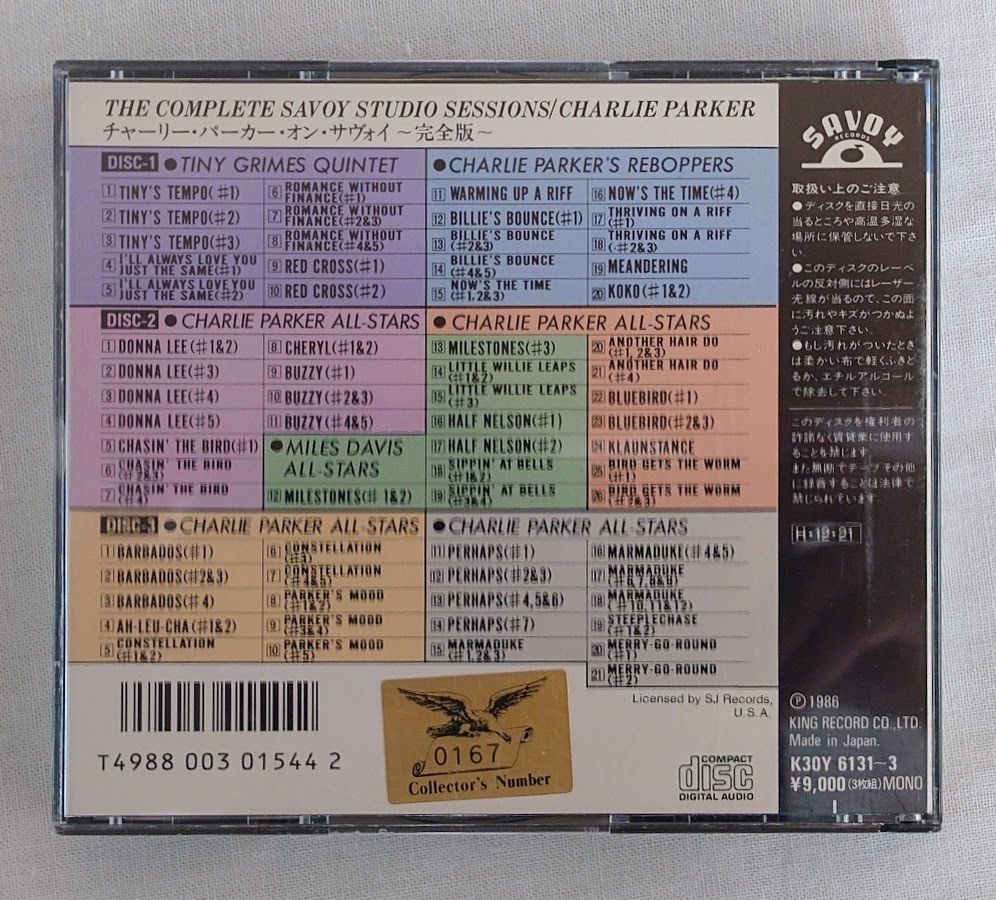 THE COMPLETE SAVOY STUDIO SESSIONS/CHARLIE PARKER
チャーリー・パーカー・オン・サヴォイ〜完全版〜
DISC-1 ●TINY GRIMES QUINTET
1 TINY'S TEMPO(♯1)
2 TINY'S TEMPO(♯2)
3 TINY'S TEMPO(♯3)
4 I'LL ALWAYS LOVE YOU
JUST THE SAME(♯1)
5 I'LL ALWAYS LOVE YOU
JUST THE SAME(♯2)
6 ROMANCE WITHOUT
FINANCE(♯1)
7 ROMANCE WITHOUT
FINANCE(♯2&3)
8 ROMANCE WITHOUT
FINANCE(♯4&5)
9 RED CROSS(♯1)
10 RED CROSS(♯2)
●CHARLIE PARKER'S REBOPPERS
11 WARMING UP A RIFF
12 BILLIE'S BOUNCE(♯1)
13 BILLIE'S BOUNCE
(♯2&3)
14 BILLIE'S BOUNCE
(♯4&5)
15 NOW'S THE TIME
(♯1,2&3)
16 NOW'S THE TIME(♯4)
17 THRIVING ON A RIFF
(♯1)
18 THRIVING ON A RIFF
(♯2&3)
19 MEANDERING
20 KOKO(♯1&2)
DISC-2 ●CHARLIE PARKER ALL-STARS
1 DONNA LEE(♯1&2)
2 DONNA LEE(♯3)
3 DONNA LEE(♯4)
4 DONNA LEE(♯5)
5 CHASIN' THE BIRD(♯1)
6 CHASIN' THE BIRD
(♯2&3)
7 CHASIN' THE BIRD
(♯4)
8 CHERYL(♯1&2)
9 BUZZY(♯1)
10 BUZZY(♯2&3)
11 BUZZY(♯4&5)
●MILES DAVIS
ALL-STARS
12 MILESTONES(♯1&2)
●CHARLIE PARKER ALL-STARS
13 MILESTONES(♯3)
14 LITTLE WILLIE LEAPS
(♯1&2)
15 LITTLE WILLIE LEAPS
(♯3)
16 HALF NELSON(♯1)
17 HALF NELSON(♯2)
18 SIPPIN' AT BELLS
(♯1&2)
19 SIPPIN' AT BELLS
(♯3&4)
20 ANOTHER HAIR DO
(♯1,2&3)
21 ANOTHER HAIR DO
(♯4)
22 BLUEBIRD(♯1)
23 BLUEBIRD(♯2&3)
24 KLAUNSTANCE
25 BIRD GETS THE WORM
(♯1)
26 BIRD GETS THE WORM
(♯2&3)
DISC-3 ●CHARLIE PARKER ALL-STARS
1 BARBADOS(♯1)
2 BARBADOS(♯2&3)
3 BARBADOS(♯4)
4 AH-LEU-CHA(♯1&2)
5 CONSTELLATION
(♯1&2)
6 CONSTELLATION
(♯3)
7 CONSTELLATION
(♯4&5)
8 PARKER'S MOOD
(♯1&2)
9 PARKER'S MOOD
(♯3&4)
10 PARKER'S MOOD
(♯5)
●CHARLIE PARKER ALL-STARS
11 PERHAPS(♯1)
12 PERHAPS(♯2&3)
13 PERHAPS(♯4,5&6)
14 PERHAPS(♯7)
15 MARMADUKE
(♯1,2&3)
16 MARMADUKE(♯4&5)
17 MARMADUKE
(♯6,7,8&9)
18 MARMADUKE
(♯10,11&12)
19 STEEPLECHASE
(♯1&2)
20 MERRY-GO-ROUND
(♯1)
21 MERRY-GO-ROUND
(♯2)
T4988 003 01544 2
0167
Collector's Number
Licensed by SJ Records,
U.S.A.
COMPACT
disc
DIGITAL AUDIO
SAVOY
RECORDS
取扱い上のご注意
●ディスクを直接日光の
当るところや高温多湿な
場所に保管しないで下さ
い。
●このディスクのレーベ
ルの反対側にはレーザー
光線が当るので、この面
に汚れやキズがつかぬよ
うご注意下さい。
●もし汚れがついたとき
は柔かい布で軽くふきと
るか、エチルアルコール
で除去して下さい。
このディスクを権利者の
許諾なく賃貸業に使用す
ることを禁じます。
また無断でテープその他
に録音することは法律で
禁じられています。
H・12・21
Ⓟ1986
KING RECORD CO., LTD.
Made in Japan.
K30Y 6131〜3
¥9,000(3枚組)MONO